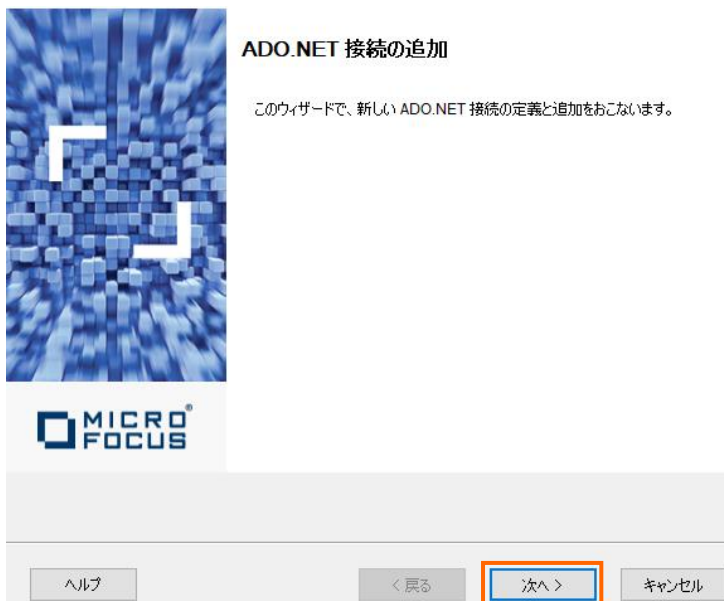 ADO.NET 接続の追加
このウィザードで、新しい ADO.NET 接続の定義と追加をおこないます。
MICRO®
FOCUS
ヘルプ
< 戻る
次へ >
キャンセル